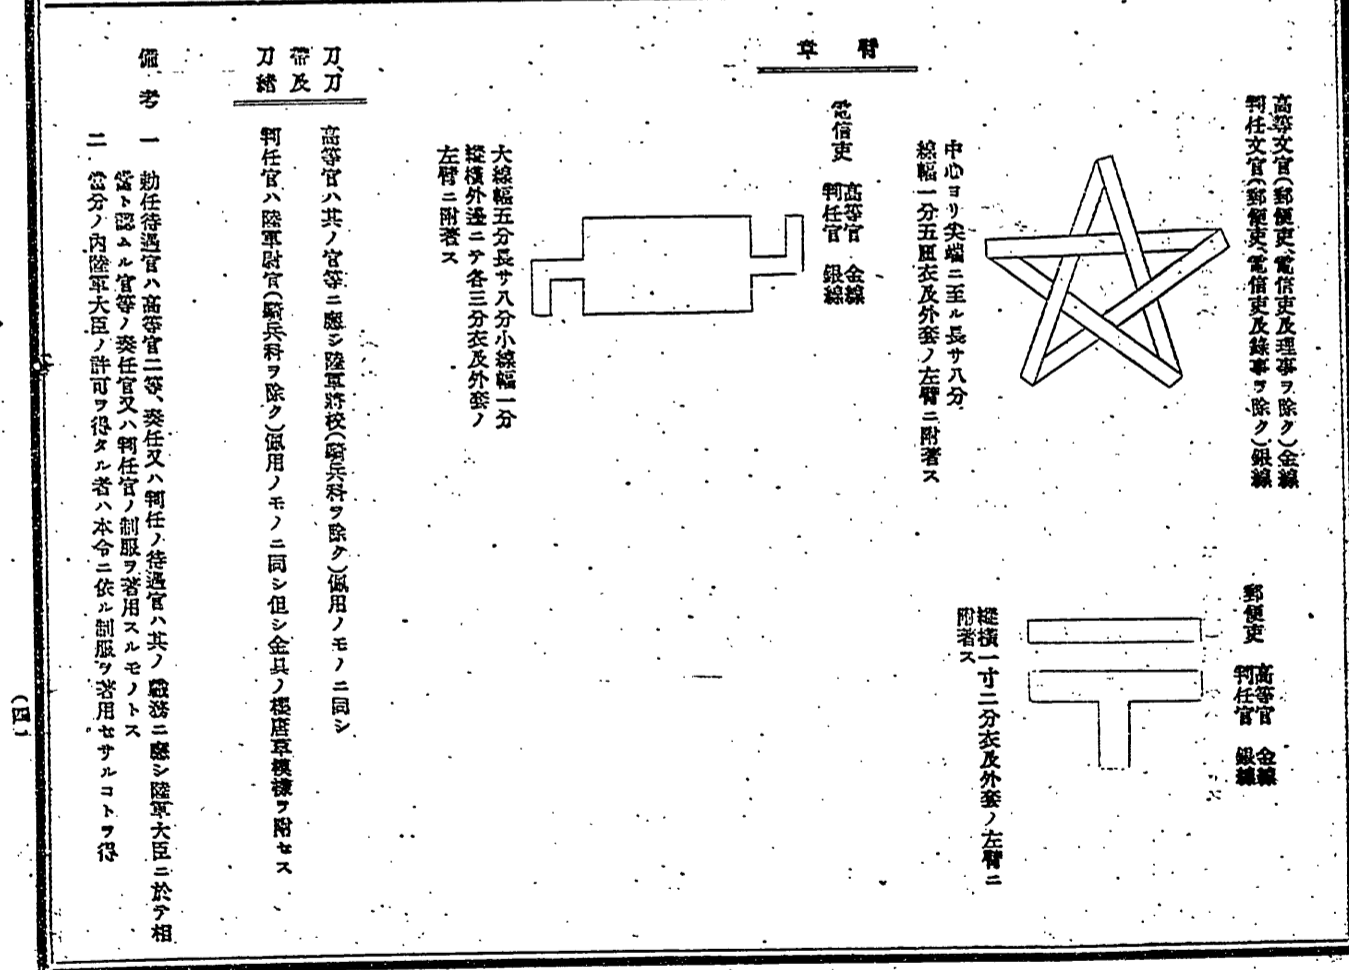 臂章
高等文官(郵便吏、電信吏及理事ヲ除ク)金線
判任文官(郵便吏、電信吏及錄事ヲ除ク)銀線
中心ヨリ尖端ニ至ル長サ八分
線幅一分五厘衣及外套ノ左臂ニ附著ス
郵便吏
高等官 金線
判任官 銀線
縱橫一寸二分衣及外套ノ左臂ニ
附著ス
電信吏
高等官 金線
判任官 銀線
大線幅五分長サ八分小線幅一分
縱橫外邊ニテ各三分衣及外套ノ
左臂ニ附著ス
刀、刀
帶及
刀緖
高等官ハ其ノ官等ニ應シ陸軍將校(騎兵科ヲ除ク)佩用ノモノニ同シ
判任官ハ陸軍尉官(騎兵科ヲ除ク)佩用ノモノニ同シ但シ金具ノ櫻唐草模樣ヲ附セス
備考
一 勅任待遇官ハ高等官二等、奏任又ハ判任ノ待遇官ハ其ノ職務ニ應シ陸軍大臣ニ於テ相
當ト認ムル官等ノ奏任官又ハ判任官ノ制服ヲ著用スルモノトス
二 當分ノ內陸軍大臣ノ許可ヲ得タル者ハ本令ニ依ル制服ヲ著用セサルコトヲ得
(四)